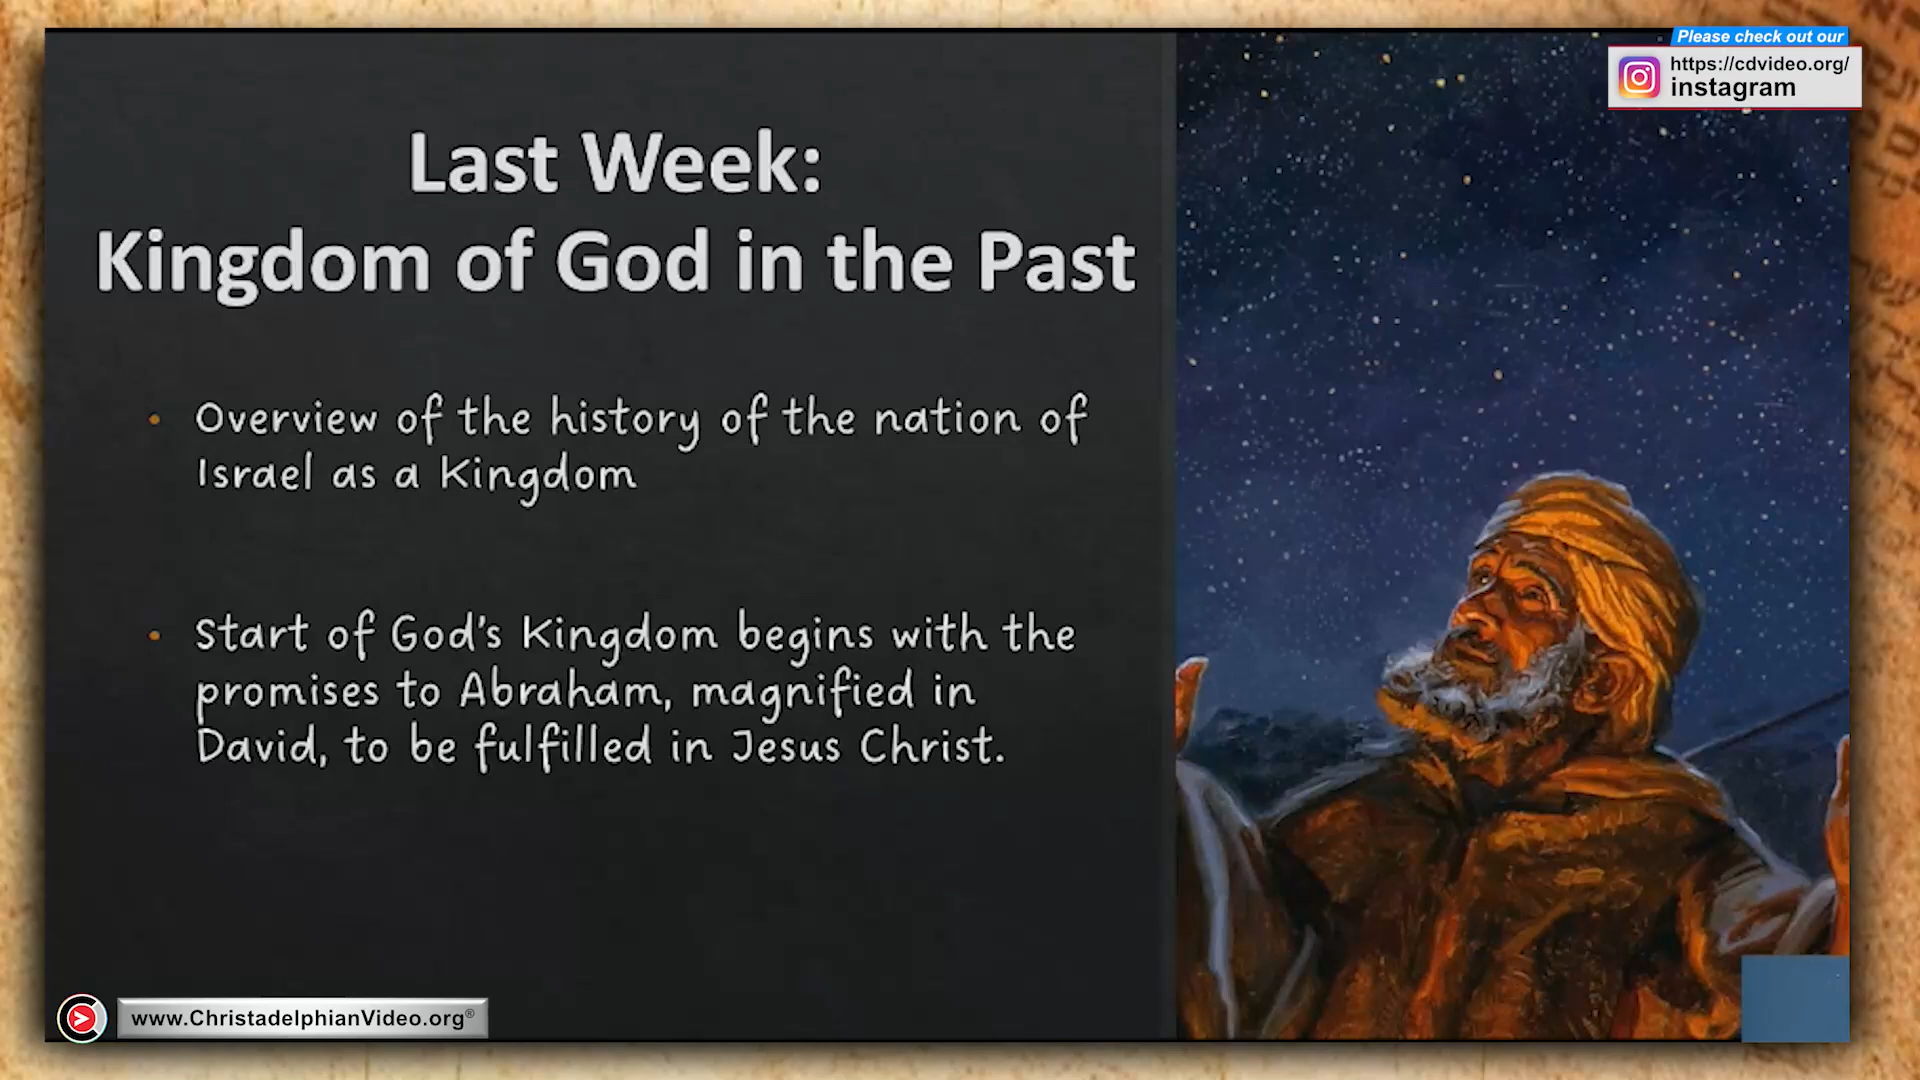 Please check out our
https://cdvideo.org/
instagram
Last Week:
Kingdom of God in the Past
• Overview of the history of the nation of
Israel as a Kingdom
• Start of God's Kingdom begins with the
promises to Abraham, magnified in
David, to be fulfilled in Jesus Christ.
www.ChristadelphianVideo.org®